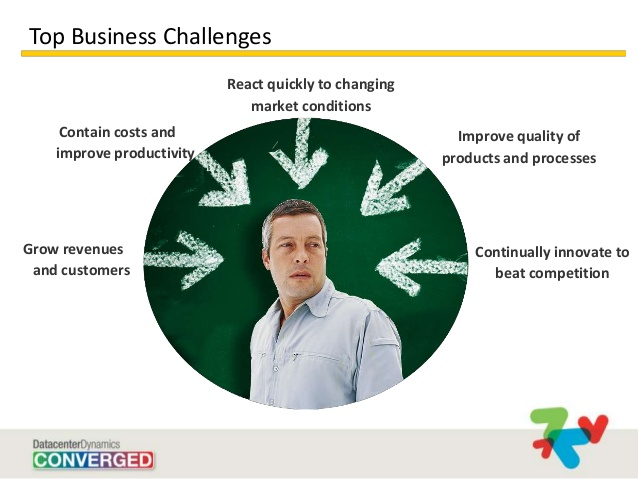 Top Business Challenges
React quickly to changing
market conditions
Contain costs and
improve productivity
Improve quality of
products and processes
Grow revenues
and customers
Continually innovate to
beat competition
DatacenterDynamics
CONVERGED